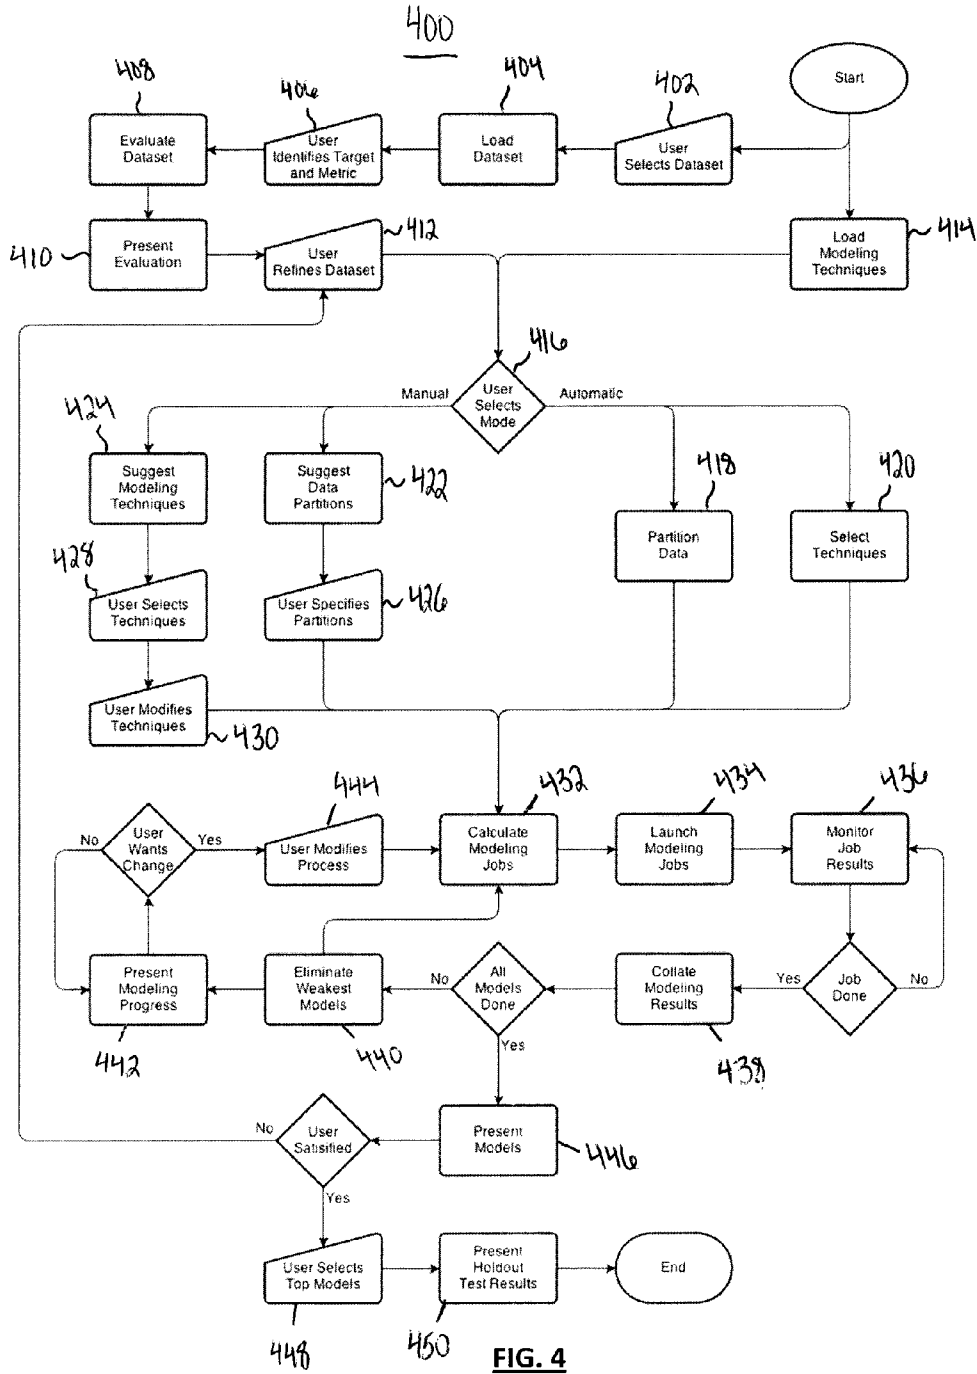 400
408
406
404
402
Start
Evaluate
Dataset
User
Identifies Target
and Metric
Load
Dataset
User
Selects Dataset
410
Present
Evaluation
User
Refines Dataset
412
Load
Modeling
Techniques
414
416
User
Selects
Mode
Manual
Automatic
424
Suggest
Modeling
Techniques
Suggest
Data
Partitions
422
418
Partition
Data
420
Select
Techniques
428
User Selects
Techniques
User Specifies
Partitions
426
User Modifies
Techniques
430
444
432
434
436
No
User
Wants
Change
Yes
User Modifies
Process
Calculate
Modeling
Jobs
Launch
Modeling
Jobs
Monitor
Job
Results
Present
Modeling
Progress
Eliminate
Weakest
Models
No
All
Models
Done
Yes
Collate
Modeling
Results
Yes
Job
Done
No
442
440
438
No
User
Satisified
Yes
Present
Models
446
User Selects
Top Models
Present
Holdout
Test Results
End
448
450
FIG. 4